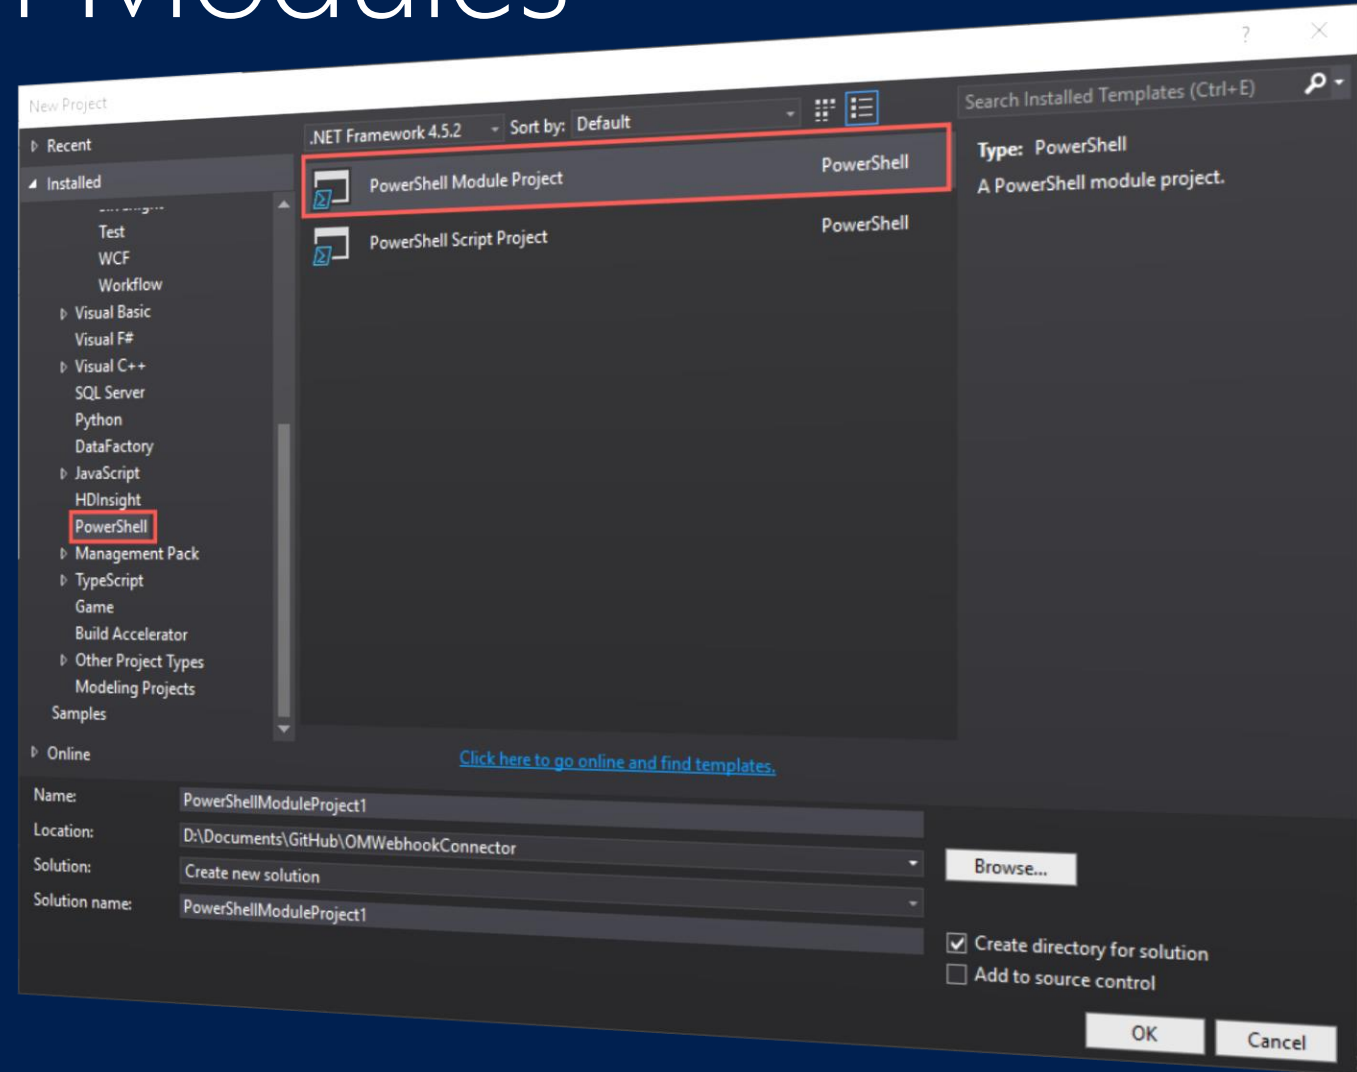 Modules
? ×
New Project
Search Installed Templates (Ctrl+E)
Recent
.NET Framework 4.5.2 Sort by: Default
Type: PowerShell
A PowerShell module project.
Installed
PowerShell Module Project PowerShell
PowerShell Script Project PowerShell
Test
WCF
Workflow
Visual Basic
Visual F#
Visual C++
SQL Server
Python
DataFactory
JavaScript
HDInsight
PowerShell
Management Pack
TypeScript
Game
Build Accelerator
Other Project Types
Modeling Projects
Samples
Online
Click here to go online and find templates.
Name: PowerShellModuleProject1
Location: D:\Documents\GitHub\OMWebhookConnector
Browse...
Solution: Create new solution
Solution name: PowerShellModuleProject1
Create directory for solution
Add to source control
OK Cancel